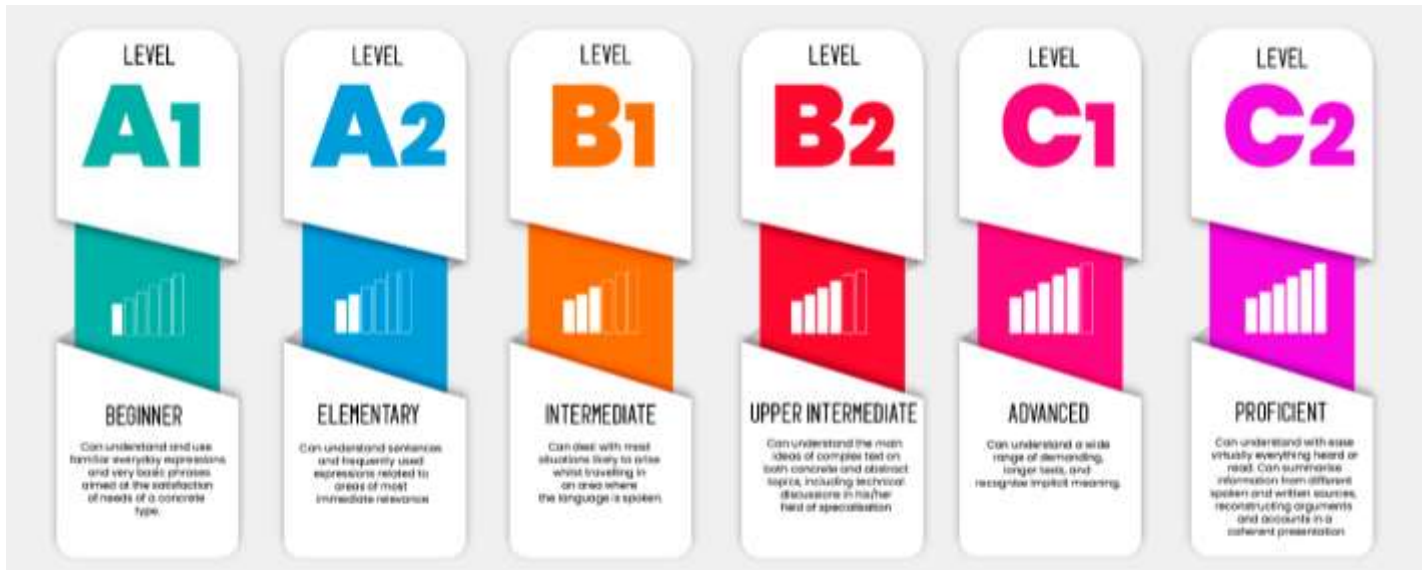 LEVEL
A1
BEGINNER
Can understand and use
familiar everyday expressions
and very basic phrases
aimed at the satisfaction
of needs of a concrete
type.
LEVEL
A2
ELEMENTARY
Can understand sentences
and frequently used
expressions related to
areas of most
immediate relevance
LEVEL
B1
INTERMEDIATE
Can deal with most
situations likely to arise
whilst travelling in
an area where
the language is spoken.
LEVEL
B2
UPPER INTERMEDIATE
Can understand the main
ideas of complex text on
both concrete and abstract
topics, including technical
discussions in his/her
field of specialisation
LEVEL
C1
ADVANCED
Can understand a wide
range of demanding,
longer texts, and
recognise implicit meaning.
LEVEL
C2
PROFICIENT
Can understand with ease
virtually everything heard or
read. Can summarise
information from different
spoken and written sources,
reconstructing arguments
and accounts in a
coherent presentation